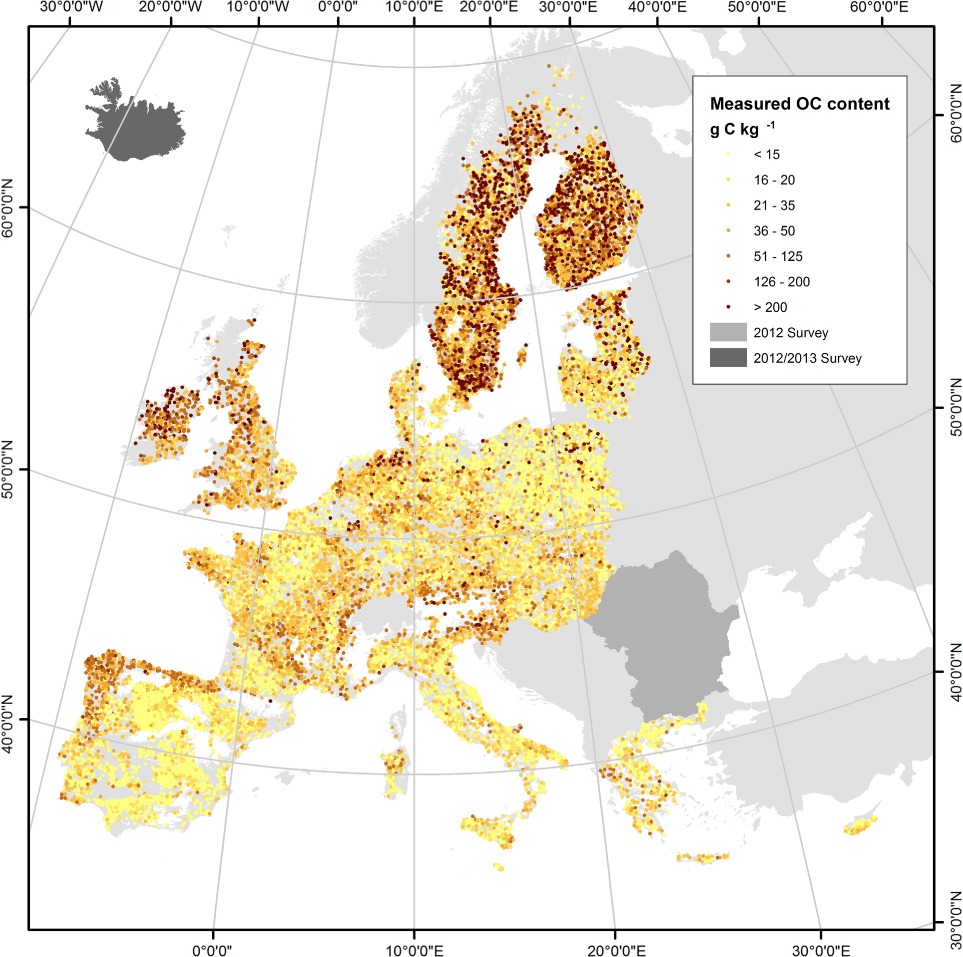 30°0'0"W 20°0'0"W 10°0'0"W 0°0'0" 10°0'0"E 20°0'0"E 30°0'0"E 40°0'0"E 50°0'0"E 60°0'0"E
Measured OC content
g C kg -1
< 15
16 - 20
21 - 35
36 - 50
51 - 125
126 - 200
> 200
2012 Survey
2012/2013 Survey
60°0'0"N
50°0'0"N
40°0'0"N
60°0'0"N
50°0'0"N
40°0'0"N
30°0'0"N
0°0'0" 10°0'0"E 20°0'0"E 30°0'0"E